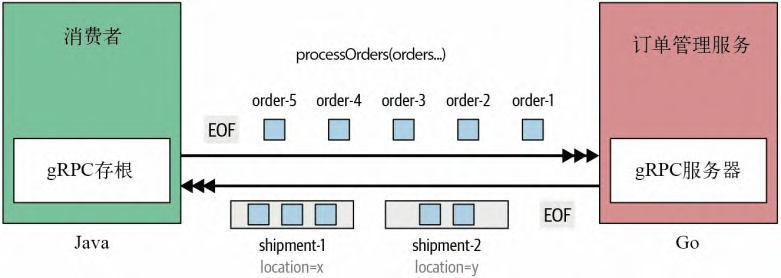 消费者
订单管理服务
processOrders(orders...)
order-5 order-4 order-3 order-2 order-1
EOF
gRPC存根
gRPC服务器
EOF
Java
shipment-1 shipment-2
Go
location=x location=y